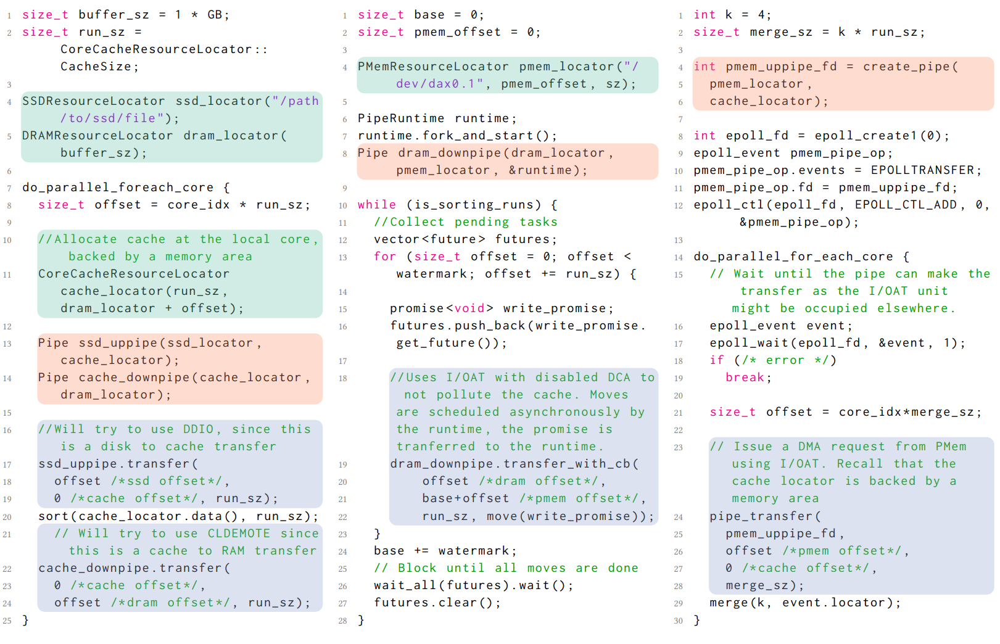 1 size_t buffer_sz = 1 * GB;
2 size_t run_sz =
CoreCacheResourceLocator::
CacheSize;
3
4 SSDResourceLocator ssd_locator("/path
/to/ssd/file");
5 DRAMResourceLocator dram_locator(
buffer_sz);
6
7 do_parallel_foreach_core {
8 size_t offset = core_idx * run_sz;
9
10 //Allocate cache at the local core,
backed by a memory area
11 CoreCacheResourceLocator
cache_locator(run_sz,
dram_locator + offset);
12
13 Pipe ssd_uppipe(ssd_locator,
cache_locator);
14 Pipe cache_downpipe(cache_locator,
dram_locator);
15
16 //Will try to use DDIO, since this
is a disk to cache transfer
17 ssd_uppipe.transfer(
18 offset /*ssd offset*/,
19 0 /*cache offset*/, run_sz);
20 sort(cache_locator.data(), run_sz);
21 // Will try to use CLDEMOTE since
this is a cache to RAM transfer
22 cache_downpipe.transfer(
23 0 /*cache offset*/,
24 offset /*dram offset*/, run_sz);
25 }
1 size_t base = 0;
2 size_t pmem_offset = 0;
3
4 PMemResourceLocator pmem_locator("/
dev/dax0.1", pmem_offset, sz);
5
6 PipeRuntime runtime;
7 runtime.fork_and_start();
8 Pipe dram_downpipe(dram_locator,
pmem_locator, &runtime);
9
10 while (is_sorting_runs) {
11 //Collect pending tasks
12 vector<future> futures;
13 for (size_t offset = 0; offset <
watermark; offset += run_sz) {
14
15 promise<void> write_promise;
16 futures.push_back(write_promise.
get_future());
17
18 //Uses I/OAT with disabled DCA to
not pollute the cache. Moves
are scheduled asynchronously by
the runtime, the promise is
tranferred to the runtime.
19 dram_downpipe.transfer_with_cb(
20 offset /*dram offset*/,
21 base+offset /*pmem offset*/,
22 run_sz, move(write_promise));
23 }
24 base += watermark;
25 // Block until all moves are done
26 wait_all(futures).wait();
27 futures.clear();
28 }
1 int k = 4;
2 size_t merge_sz = k * run_sz;
3
4 int pmem_uppipe_fd = create_pipe(
5 pmem_locator,
6 cache_locator);
7
8 int epoll_fd = epoll_create1(0);
9 epoll_event pmem_pipe_op;
10 pmem_pipe_op.events = EPOLLTRANSFER;
11 pmem_pipe_op.fd = pmem_uppipe_fd;
12 epoll_ctl(epoll_fd, EPOLL_CTL_ADD, 0,
&pmem_pipe_op);
13
14 do_parallel_for_each_core {
15 // Wait until the pipe can make the
transfer as the I/OAT unit
might be occupied elsewhere.
16 epoll_event event;
17 epoll_wait(epoll_fd, &event, 1);
18 if (/* error */)
19 break;
20
21 size_t offset = core_idx*merge_sz;
22
23 // Issue a DMA request from PMem
using I/OAT. Recall that the
cache locator is backed by a
memory area
24 pipe_transfer(
25 pmem_uppipe_fd,
26 offset /*pmem offset*/,
27 0 /*cache offset*/,
28 merge_sz);
29 merge(k, event.locator);
30 }